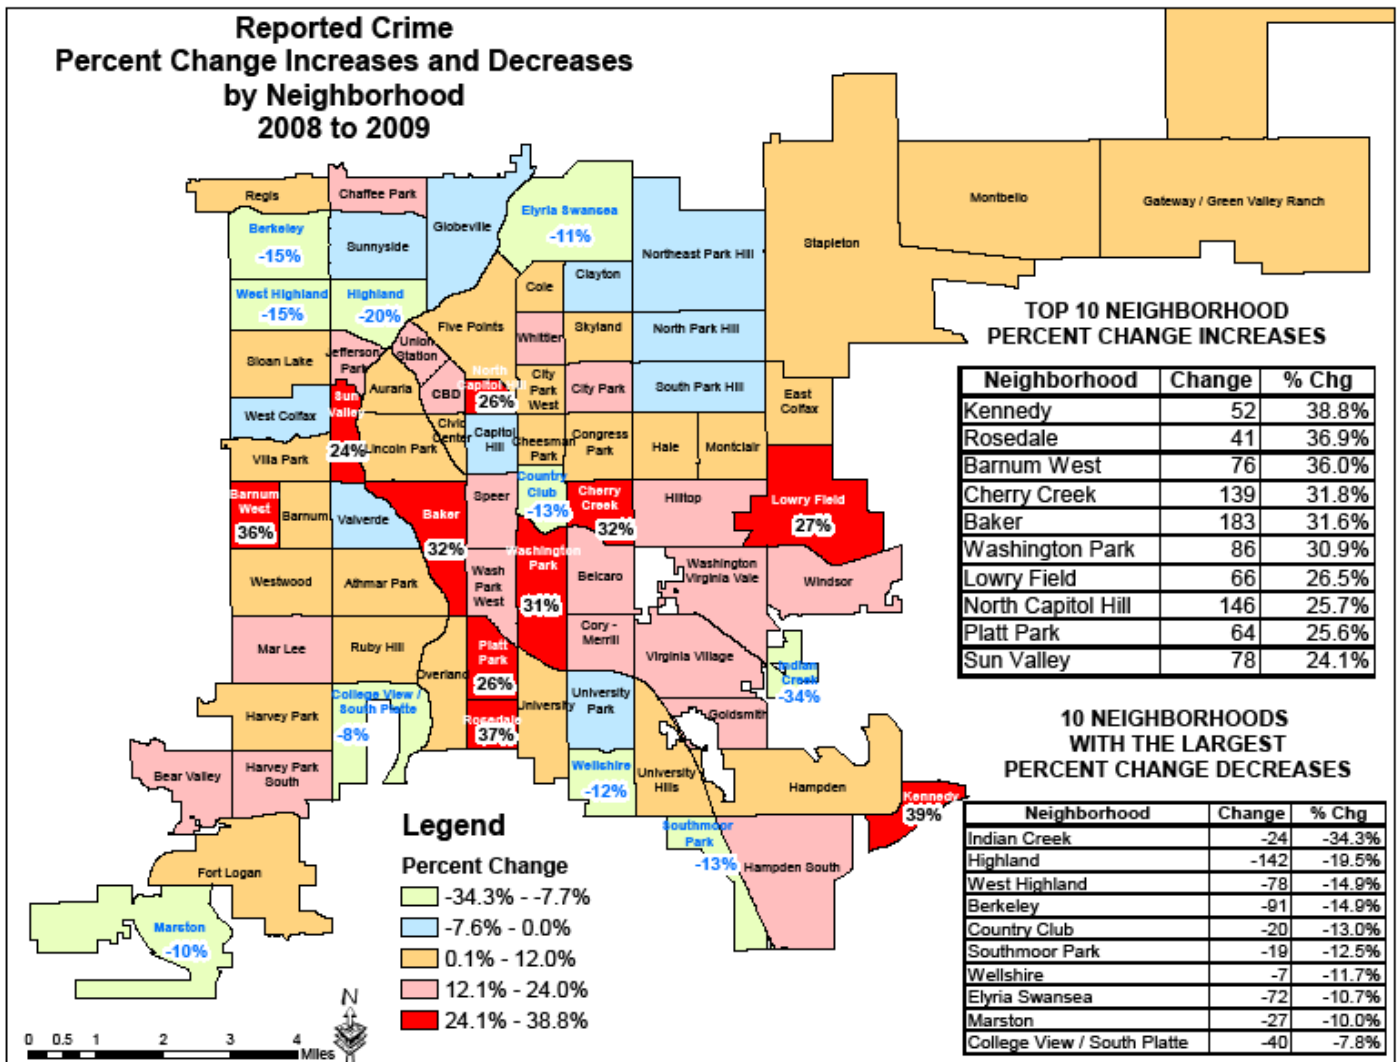 Reported Crime
Percent Change Increases and Decreases
by Neighborhood
2008 to 2009
Regis
Chaffee Park
Berkeley
-15%
Sunnyside
Globeville
Elyria Swansea
-11%
Northeast Park Hill
Stapleton
Montbello
Gateway / Green Valley Ranch
West Highland
-15%
Highland
-20%
Clayton
Cole
Five Points
Skyland
North Park Hill
Whittier
Union
Station
Jefferson
Park
Sloan Lake
Auraria
CBD
North
Capitol Hill
26%
City
Park
West
City Park
South Park Hill
East
Colfax
Sun
Valley
24%
West Colfax
Civic
Center
Capitol
Hill
Cheesman
Park
Congress
Park
Hale
Montclair
Lincoln Park
Villa Park
Barnum
West
36%
Barnum
Valverde
Baker
32%
Speer
Country
Club
-13%
Cherry
Creek
32%
Hilltop
Lowry Field
27%
Washington
Park
31%
Westwood
Athmar Park
Wash
Park
West
Belcaro
Washington
Virginia Vale
Windsor
Mar Lee
Ruby Hill
Overland
Platt
Park
26%
Cory -
Merrill
Virginia Village
Indian
Creek
-34%
College View /
South Platte
-8%
Harvey Park
Rosedale
37%
University
University
Park
Goldsmith
Bear Valley
Harvey Park
South
Wellshire
-12%
University
Hills
Hampden
Kennedy
39%
Southmoor
Park
-13%
Hampden South
Fort Logan
Marston
-10%
TOP 10 NEIGHBORHOOD
PERCENT CHANGE INCREASES
Neighborhood Change % Chg
Kennedy 52 38.8%
Rosedale 41 36.9%
Barnum West 76 36.0%
Cherry Creek 139 31.8%
Baker 183 31.6%
Washington Park 86 30.9%
Lowry Field 66 26.5%
North Capitol Hill 146 25.7%
Platt Park 64 25.6%
Sun Valley 78 24.1%
10 NEIGHBORHOODS
WITH THE LARGEST
PERCENT CHANGE DECREASES
Neighborhood Change % Chg
Indian Creek -24 -34.3%
Highland -142 -19.5%
West Highland -78 -14.9%
Berkeley -91 -14.9%
Country Club -20 -13.0%
Southmoor Park -19 -12.5%
Wellshire -7 -11.7%
Elyria Swansea -72 -10.7%
Marston -27 -10.0%
College View / South Platte -40 -7.8%
Legend
Percent Change
-34.3% - -7.7%
-7.6% - 0.0%
0.1% - 12.0%
12.1% - 24.0%
24.1% - 38.8%
N
0 0.5 1 2 3 4
Miles